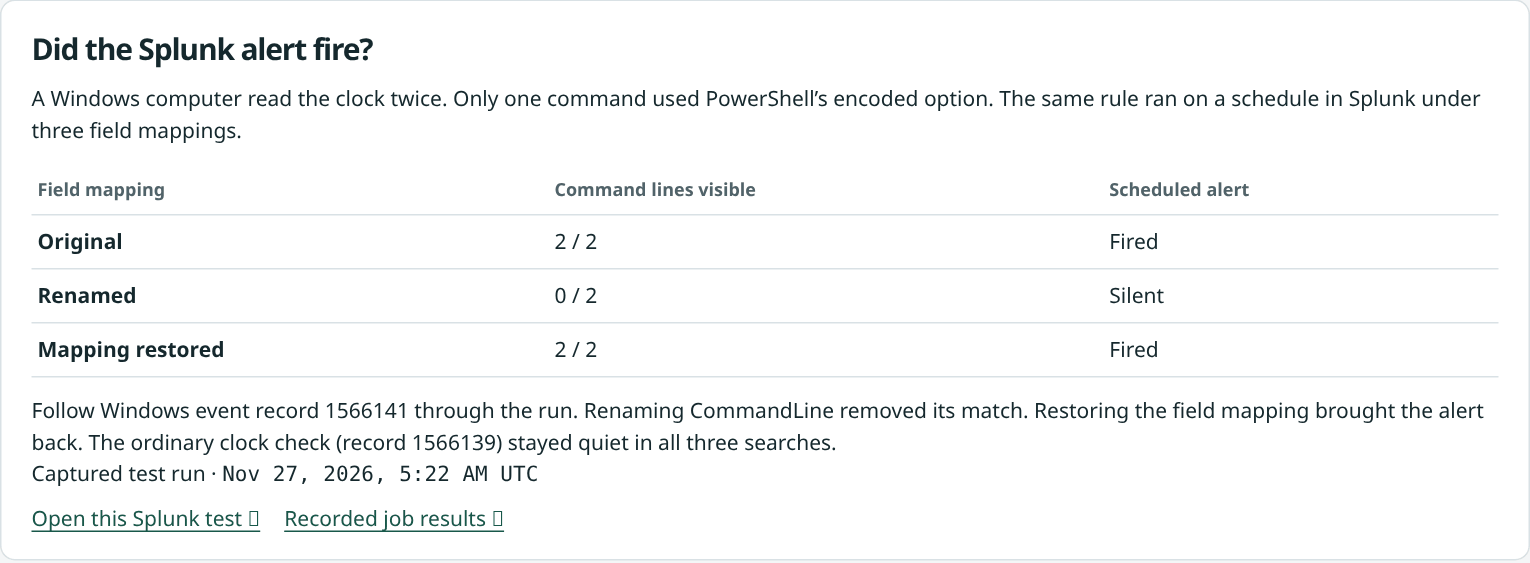 Did the Splunk alert fire?
A Windows computer read the clock twice. Only one command used PowerShell’s encoded option. The same rule ran on a schedule in Splunk under
three field mappings.
Field mapping Command lines visible Scheduled alert
Original 2 / 2 Fired
Renamed 0 / 2 Silent
Mapping restored 2 / 2 Fired
Follow Windows event record 1566141 through the run. Renaming CommandLine removed its match. Restoring the field mapping brought the alert
back. The ordinary clock check (record 1566139) stayed quiet in all three searches.
Captured test run · Nov 27, 2026, 5:22 AM UTC
Open this Splunk test Recorded job results